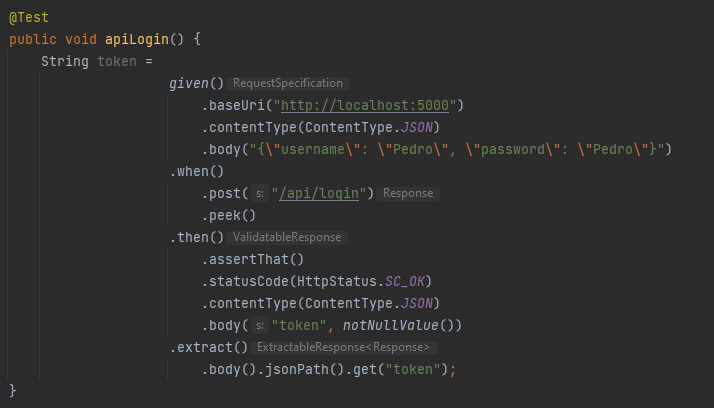 @Test
public void apiLogin() {
String token =
given() RequestSpecification
.baseUri("http://localhost:5000")
.contentType(ContentType.JSON)
.body("{\"username\": \"Pedro\", \"password\": \"Pedro\"}")
.when()
.post( s: "/api/login") Response
.peek()
.then() ValidatableResponse
.assertThat()
.statusCode(HttpStatus.SC_OK)
.contentType(ContentType.JSON)
.body( s: "token", notNullValue())
.extract() ExtractableResponse<Response>
.body().jsonPath().get("token");
}